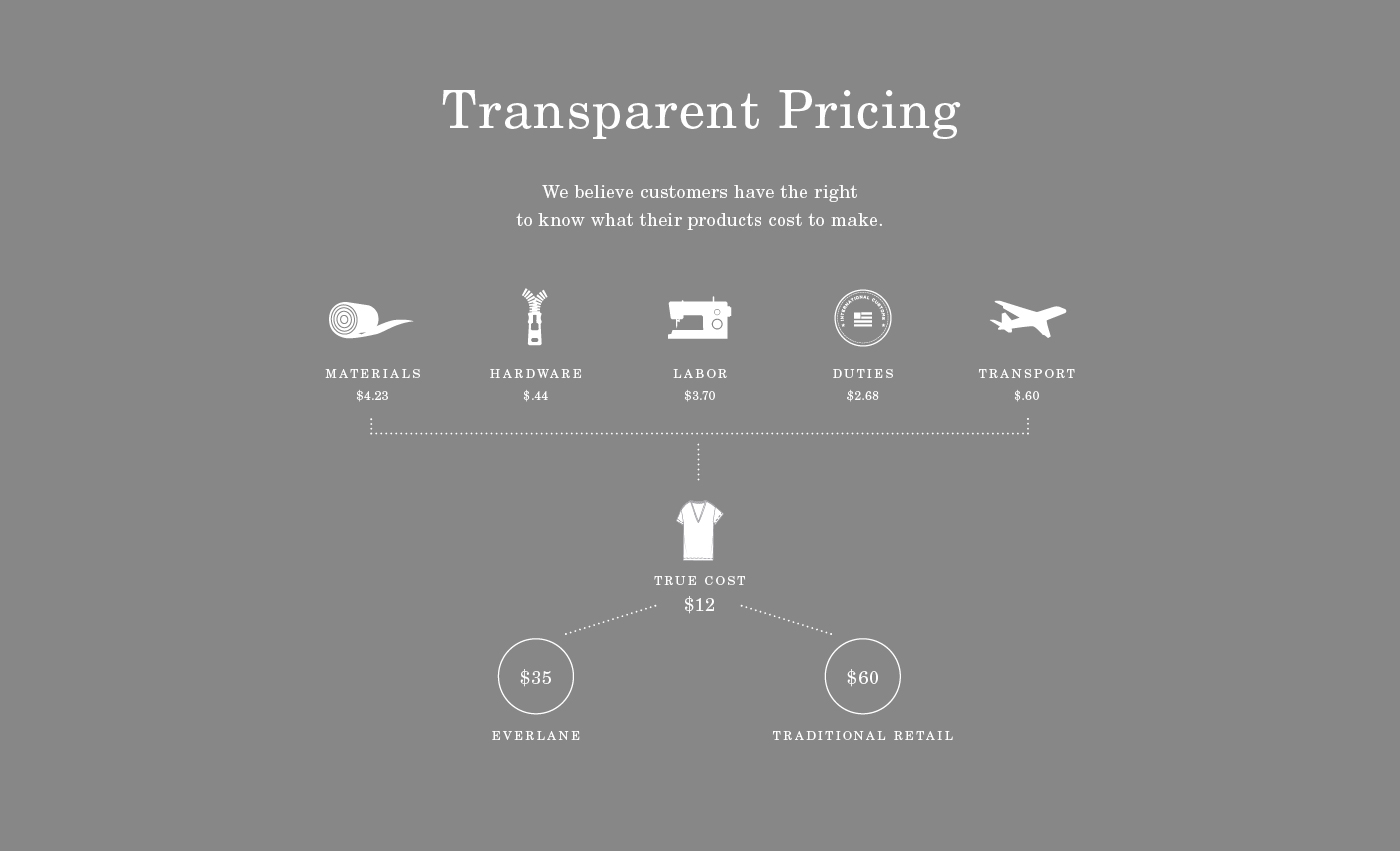 Transparent Pricing
We believe customers have the right
to know what their products cost to make.
INTERNATIONAL CUSTOMS
MATERIALS HARDWARE LABOR DUTIES TRANSPORT
$4.23 $.44 $3.70 $2.68 $.60
TRUE COST
$12
$35 $60
EVERLANE TRADITIONAL RETAIL